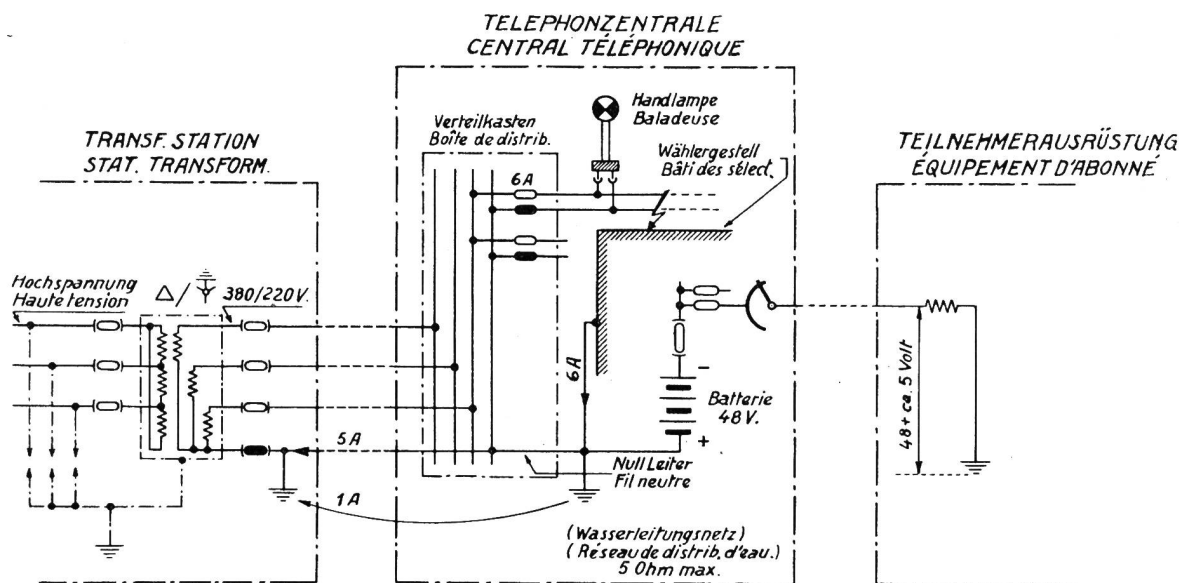 TELEPHONZENTRALE
CENTRAL TÉLÉPHONIQUE
TRANSF. STATION
STAT. TRANSFORM.
Verteilkasten
Boîte de distrib.
Handlampe
Baladeuse
Wählergestell
Bâti des sélect.
TEILNEHMERAUSRÜSTUNG
ÉQUIPEMENT D'ABONNÉ
6A
Hochspannung
Haute tension
△/
380/220V.
6A
-
Batterie
48V.
+
48+ ca. 5 Volt
5A
Null Leiter
Fil neutre
1A
(Wasserleitungsnetz)
(Réseau de distrib. d'eau.)
5 Ohm max.